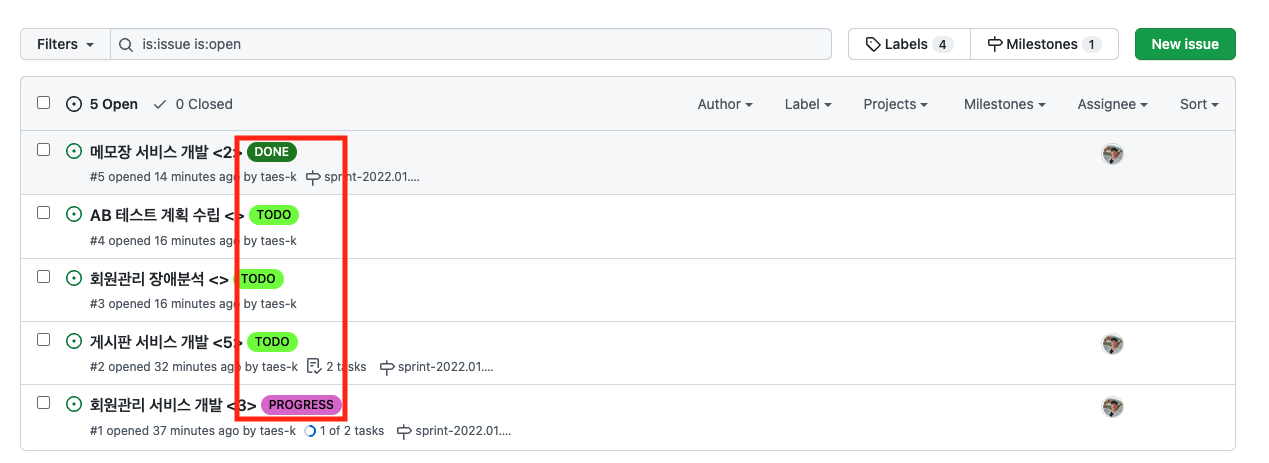 Filters is:issue is:open Labels 4 Milestones 1 New issue
5 Open 0 Closed Author Label Projects Milestones Assignee Sort
메모장 서비스 개발 <2> DONE
#5 opened 14 minutes ago by taes-k sprint-2022.01....
AB 테스트 계획 수립 <> TODO
#4 opened 16 minutes ago by taes-k
회원관리 장애분석 <> TODO
#3 opened 16 minutes ago by taes-k
게시판 서비스 개발 <5> TODO
#2 opened 32 minutes ago by taes-k 2 tasks sprint-2022.01....
회원관리 서비스 개발 <3> PROGRESS
#1 opened 37 minutes ago by taes-k 1 of 2 tasks sprint-2022.01....